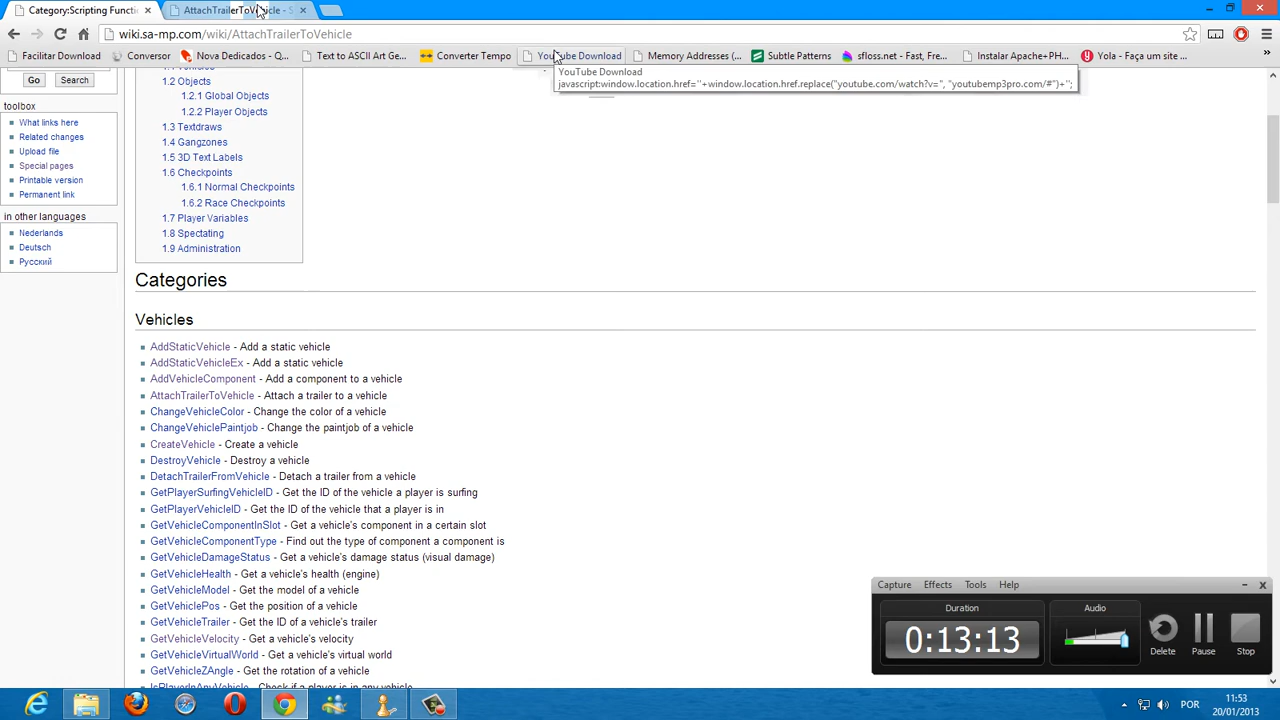 Category:Scripting Functi
AttachTrailerToVehicle - S
wiki.sa-mp.com/wiki/AttachTrailerToVehicle
Facilitar Download
Conversor
Nova Dedicados - Q...
Text to ASCII Art Ge...
Converter Tempo
YouTube Download
Memory Addresses (...
Subtle Patterns
sfloss.net - Fast, Fre...
Instalar Apache+PH...
Yola - Faça um site ...
YouTube Download
javascript:window.location.href=''+window.location.href.replace("youtube.com/watch?v=", "youtubemp3pro.com/#")+'';
Go
Search
toolbox
What links here
Related changes
Upload file
Special pages
Printable version
Permanent link
in other languages
Nederlands
Deutsch
Русский
1.2 Objects
1.2.1 Global Objects
1.2.2 Player Objects
1.3 Textdraws
1.4 Gangzones
1.5 3D Text Labels
1.6 Checkpoints
1.6.1 Normal Checkpoints
1.6.2 Race Checkpoints
1.7 Player Variables
1.8 Spectating
1.9 Administration
Categories
Vehicles
AddStaticVehicle - Add a static vehicle
AddStaticVehicleEx - Add a static vehicle
AddVehicleComponent - Add a component to a vehicle
AttachTrailerToVehicle - Attach a trailer to a vehicle
ChangeVehicleColor - Change the color of a vehicle
ChangeVehiclePaintjob - Change the paintjob of a vehicle
CreateVehicle - Create a vehicle
DestroyVehicle - Destroy a vehicle
DetachTrailerFromVehicle - Detach a trailer from a vehicle
GetPlayerSurfingVehicleID - Get the ID of the vehicle a player is surfing
GetPlayerVehicleID - Get the ID of the vehicle that a player is in
GetVehicleComponentInSlot - Get a vehicle's component in a certain slot
GetVehicleComponentType - Find out the type of component a component is
GetVehicleDamageStatus - Get a vehicle's damage status (visual damage)
GetVehicleHealth - Get a vehicle's health (engine)
GetVehicleModel - Get the model of a vehicle
GetVehiclePos - Get the position of a vehicle
GetVehicleTrailer - Get the ID of a vehicle's trailer
GetVehicleVelocity - Get a vehicle's velocity
GetVehicleVirtualWorld - Get a vehicle's virtual world
GetVehicleZAngle - Get the rotation of a vehicle
IsPlayerInAnyVehicle - Check if a player is in any vehicle
Capture
Effects
Tools
Help
Duration
0:13:13
Audio
Delete
Pause
Stop
POR
11:53
20/01/2013